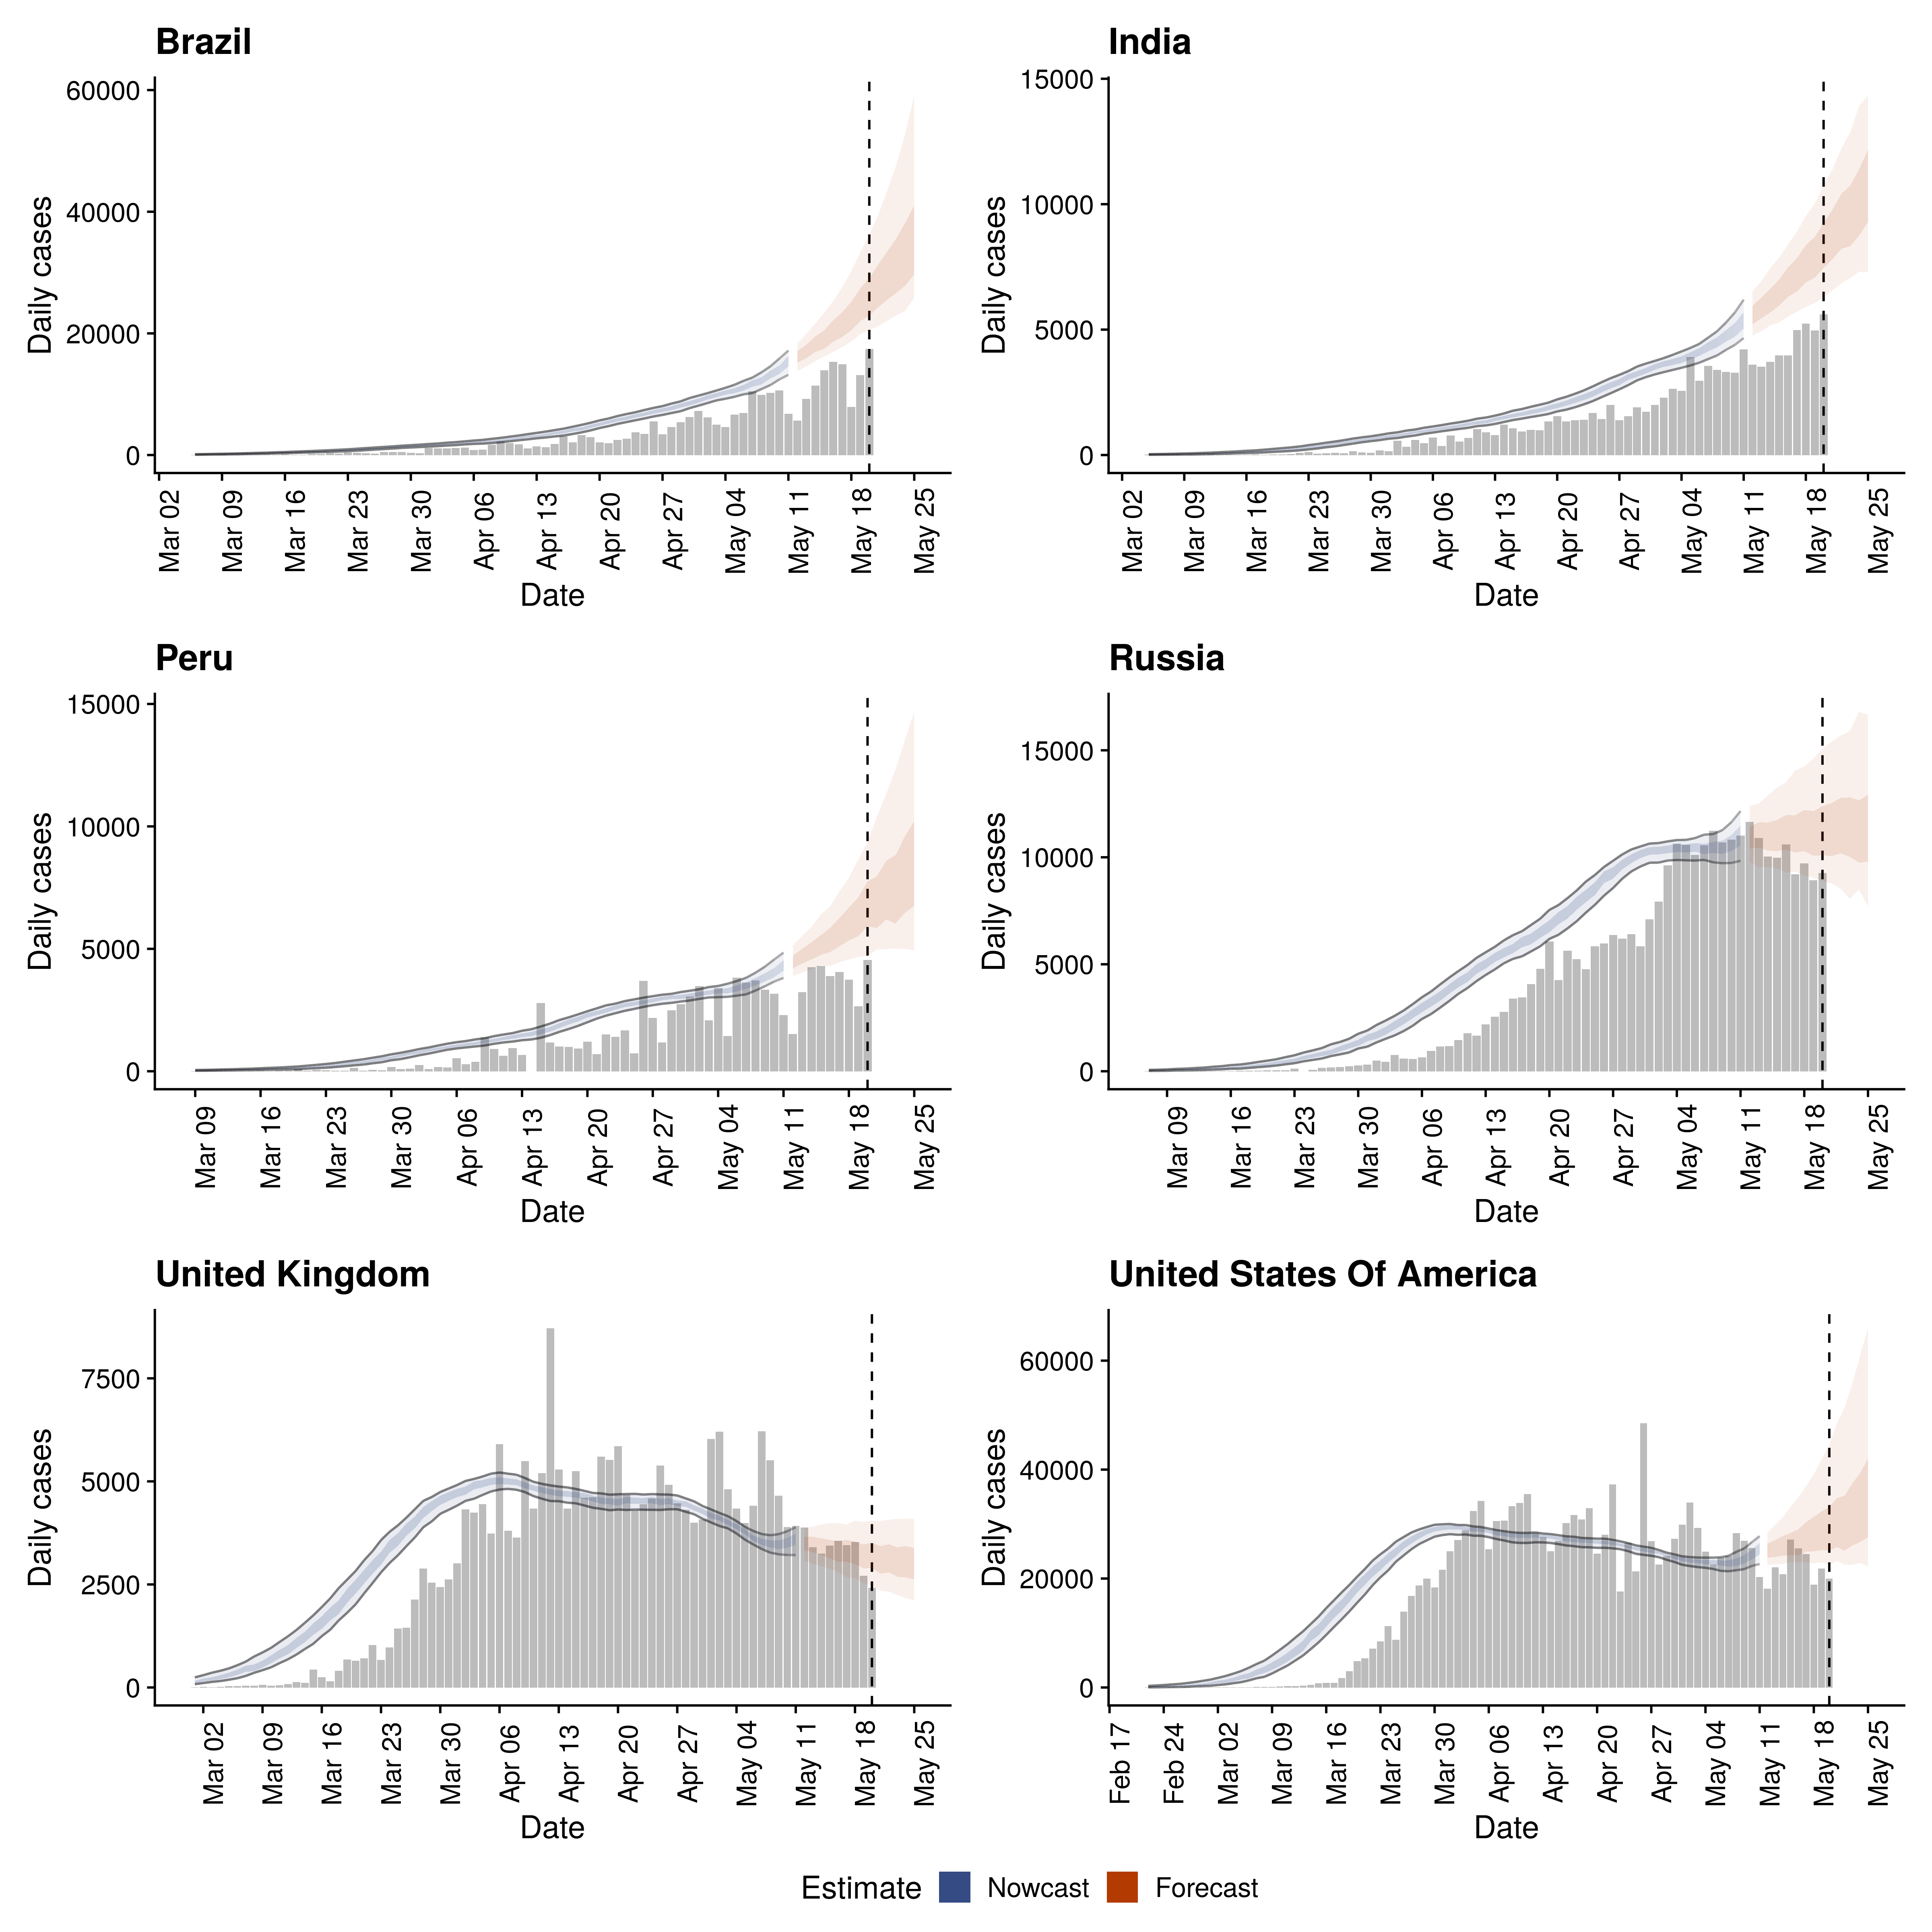 Brazil
60000
40000
20000
0
Daily cases
Mar 02
Mar 09
Mar 16
Mar 23
Mar 30
Apr 06
Apr 13
Apr 20
Apr 27
May 04
May 11
May 18
May 25
Date
India
15000
10000
5000
0
Daily cases
Mar 02
Mar 09
Mar 16
Mar 23
Mar 30
Apr 06
Apr 13
Apr 20
Apr 27
May 04
May 11
May 18
May 25
Date
Peru
15000
10000
5000
0
Daily cases
Mar 09
Mar 16
Mar 23
Mar 30
Apr 06
Apr 13
Apr 20
Apr 27
May 04
May 11
May 18
May 25
Date
Russia
15000
10000
5000
0
Daily cases
Mar 09
Mar 16
Mar 23
Mar 30
Apr 06
Apr 13
Apr 20
Apr 27
May 04
May 11
May 18
May 25
Date
United Kingdom
7500
5000
2500
0
Daily cases
Mar 02
Mar 09
Mar 16
Mar 23
Mar 30
Apr 06
Apr 13
Apr 20
Apr 27
May 04
May 11
May 18
May 25
Date
United States Of America
60000
40000
20000
0
Daily cases
Feb 17
Feb 24
Mar 02
Mar 09
Mar 16
Mar 23
Mar 30
Apr 06
Apr 13
Apr 20
Apr 27
May 04
May 11
May 18
May 25
Date
Estimate Nowcast Forecast